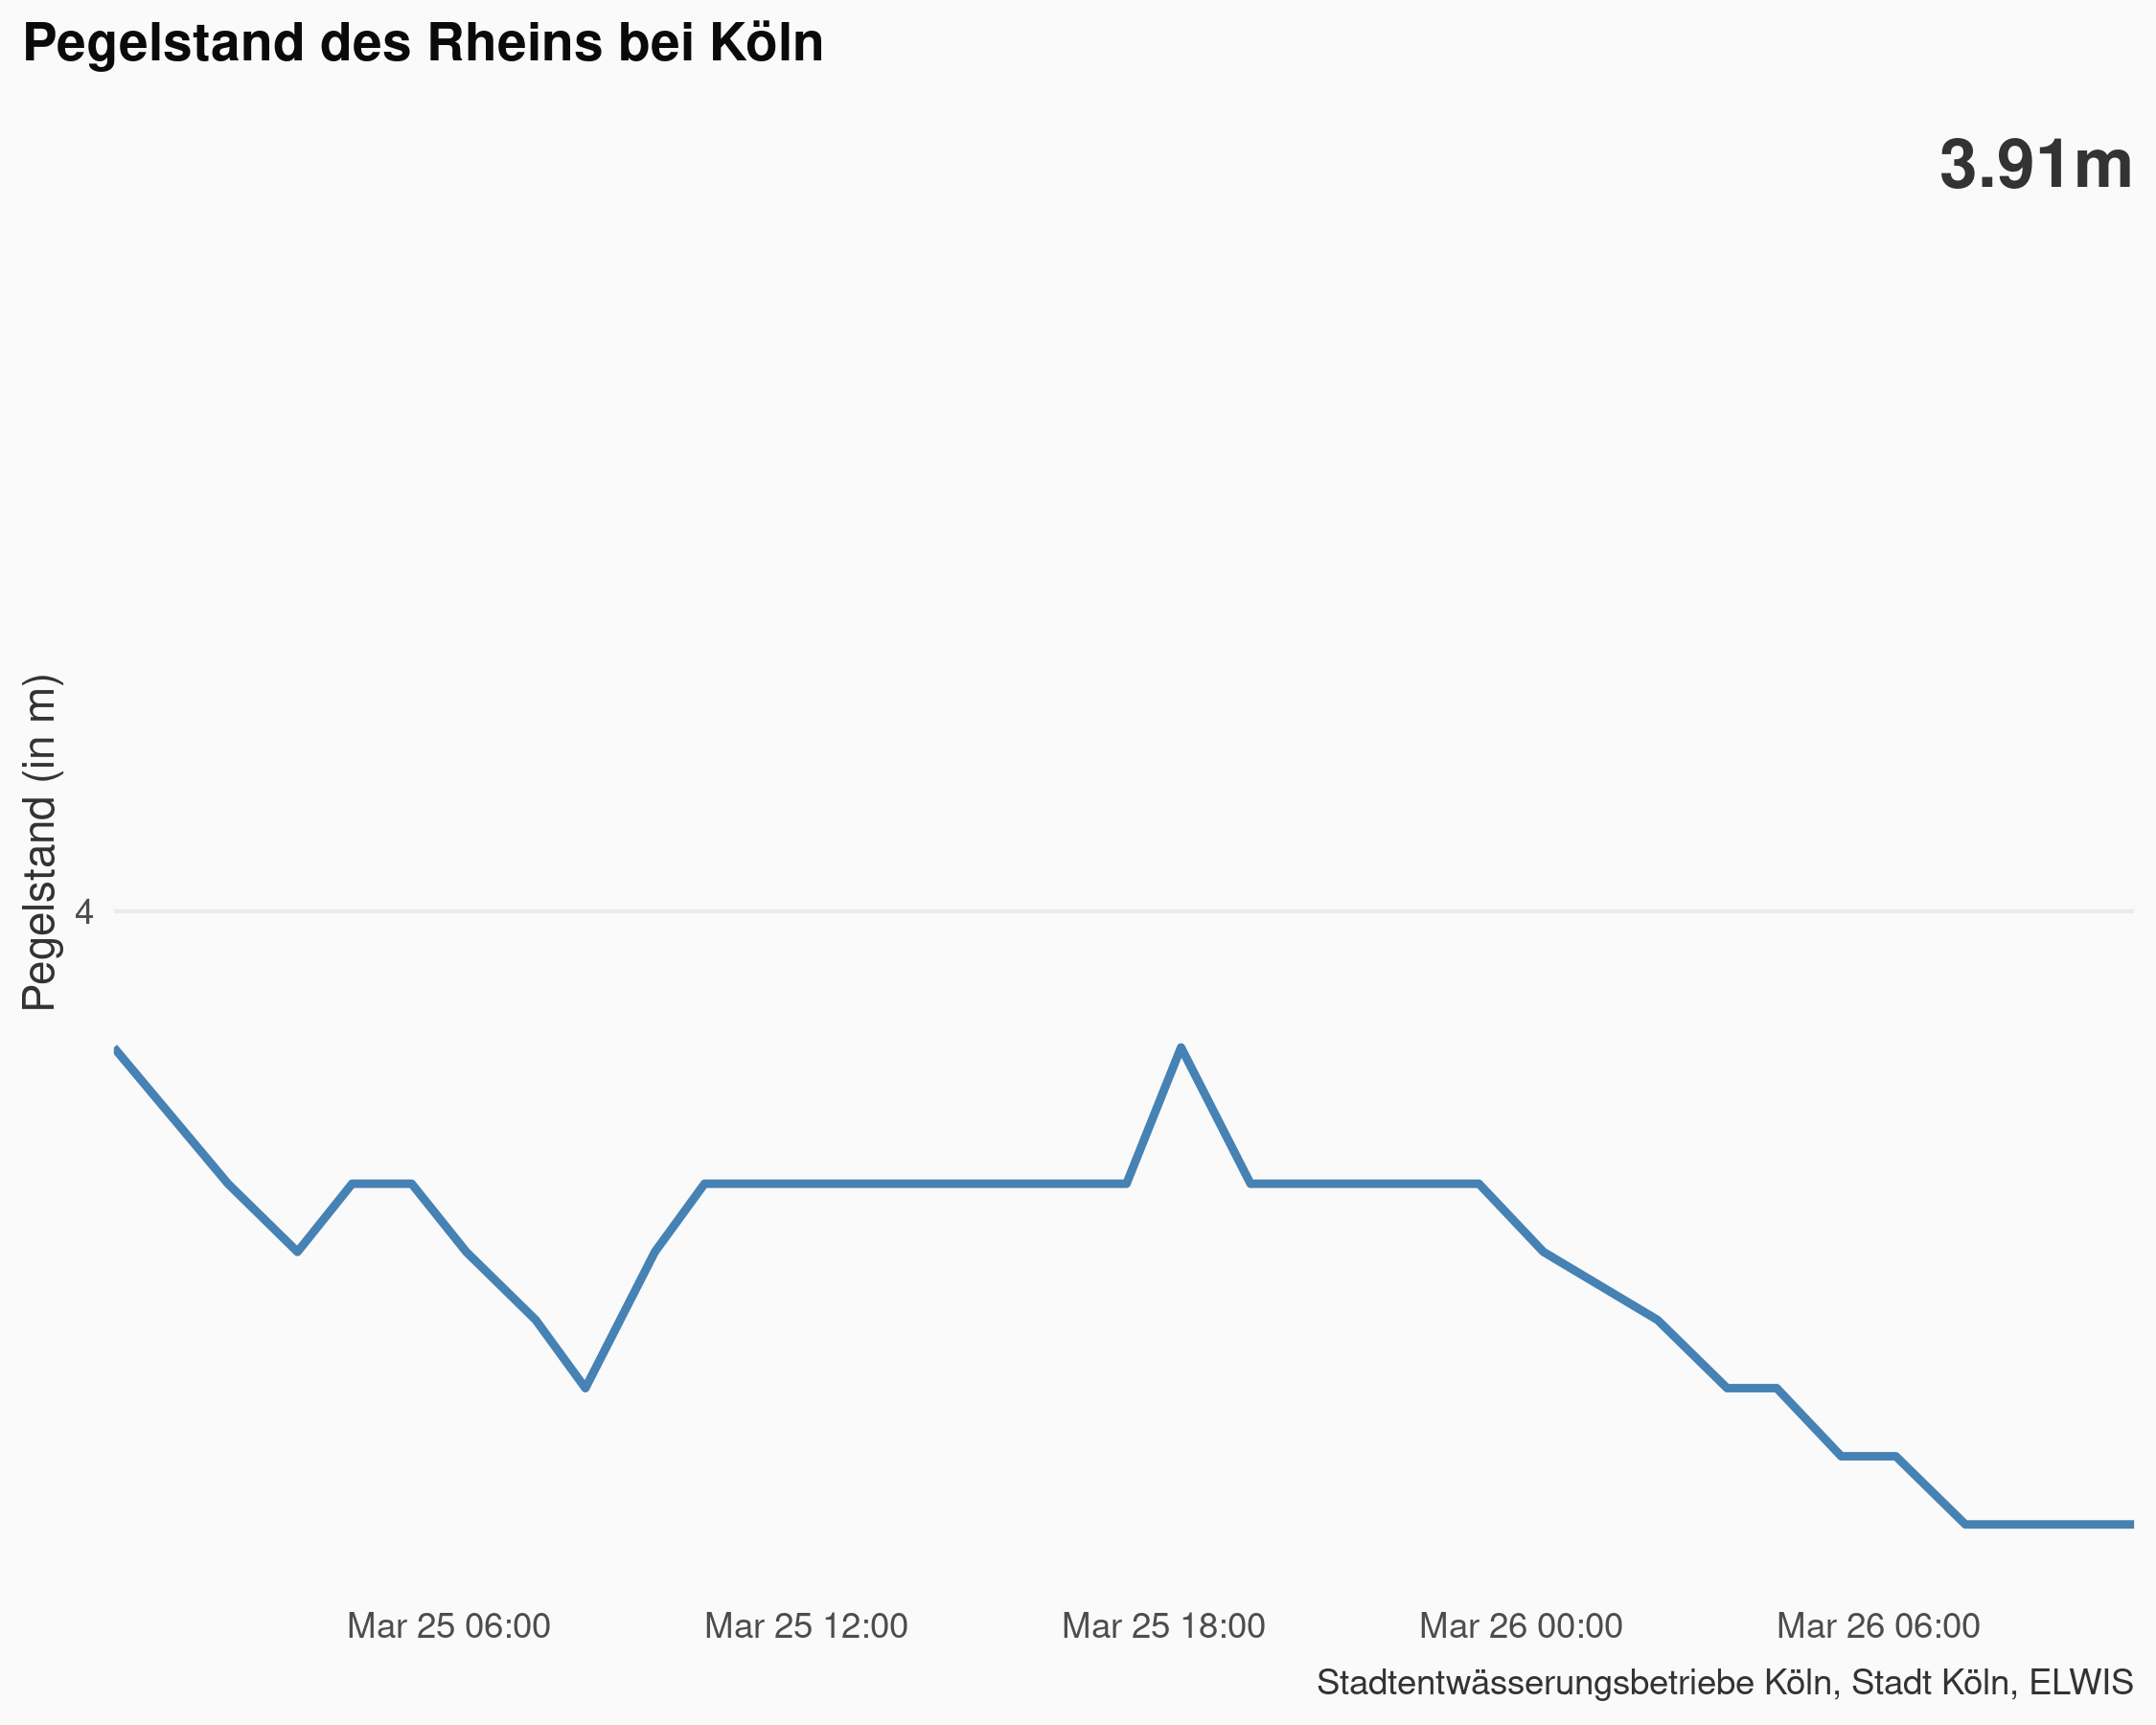 Pegelstand des Rheins bei Köln
3.91m
Pegelstand (in m)
4
Mar 25 06:00
Mar 25 12:00
Mar 25 18:00
Mar 26 00:00
Mar 26 06:00
Stadtentwässerungsbetriebe Köln, Stadt Köln, ELWIS